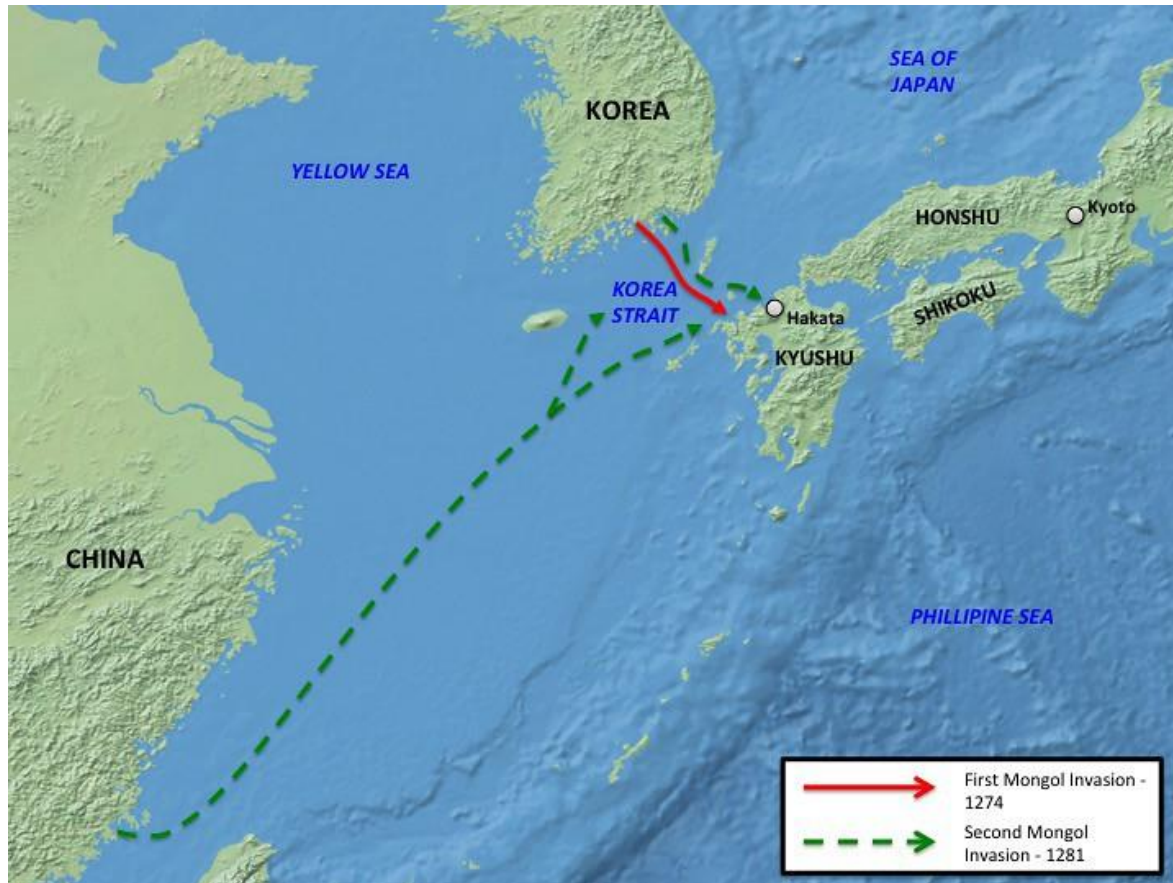 SEA OF
JAPAN
KOREA
YELLOW SEA
HONSHU
Kyoto
KOREA
STRAIT
SHIKOKU
Hakata
KYUSHU
CHINA
PHILLIPINE SEA
First Mongol Invasion -
1274
Second Mongol
Invasion - 1281